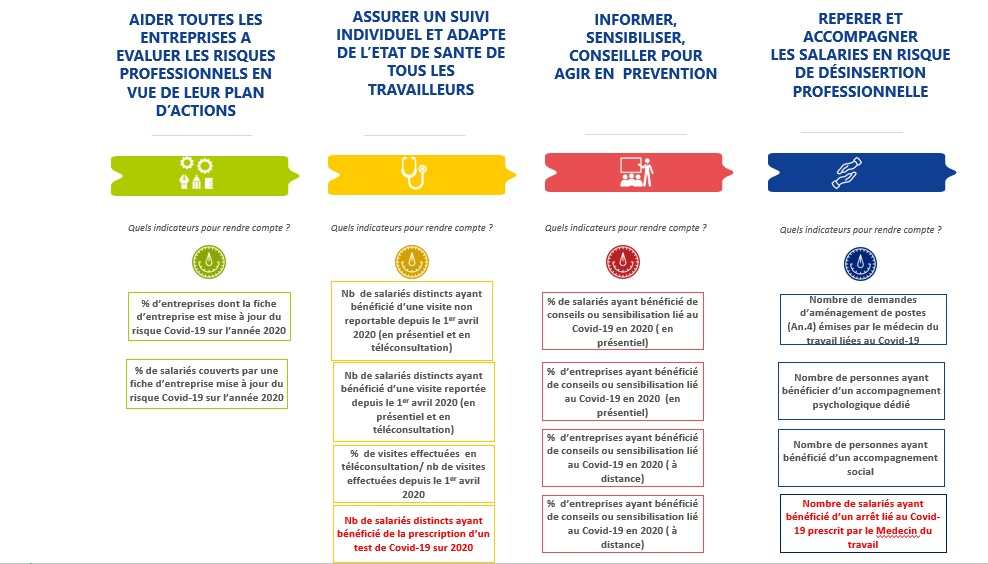 AIDER TOUTES LES
ENTREPRISES A
EVALUER LES RISQUES
PROFESSIONNELS EN
VUE DE LEUR PLAN
D’ACTIONS
Quels indicateurs pour rendre compte ?
% d’entreprises dont la fiche
d’entreprise est mise à jour du
risque Covid-19 sur l’année 2020
% de salariés couverts par une
fiche d’entreprise mise à jour du
risque Covid-19 sur l’année 2020
ASSURER UN SUIVI
INDIVIDUEL ET ADAPTE
DE L’ETAT DE SANTE DE
TOUS LES
TRAVAILLEURS
Quels indicateurs pour rendre compte ?
Nb de salariés distincts ayant
bénéficié d’une visite non
reportable depuis le 1er avril
2020 (en présentiel et en
téléconsultation)
Nb de salariés distincts ayant
bénéficié d’une visite reportée
depuis le 1er avril 2020 (en
présentiel et en
téléconsultation)
% de visites effectuées en
téléconsultation/ nb de visites
effectuées depuis le 1er avril
2020
Nb de salariés distincts ayant
bénéficié de la prescription d’un
test de Covid-19 sur 2020
INFORMER,
SENSIBILISER,
CONSEILLER POUR
AGIR EN PREVENTION
Quels indicateurs pour rendre compte ?
% de salariés ayant bénéficié de
conseils ou sensibilisation lié au
Covid-19 en 2020 ( en
présentiel)
% d’entreprises ayant bénéficié
de conseils ou sensibilisation lié
au Covid-19 en 2020 (en
présentiel)
% d’entreprises ayant bénéficié
de conseils ou sensibilisation lié
au Covid-19 en 2020 ( à
distance)
% d’entreprises ayant bénéficié
de conseils ou sensibilisation lié
au Covid-19 en 2020 ( à
distance)
REPERER ET
ACCOMPAGNER
LES SALARIES EN RISQUE
DE DÉSINSERTION
PROFESSIONNELLE
Quels indicateurs pour rendre compte ?
Nombre de demandes
d’aménagement de postes
(An.4) émises par le médecin du
travail liées au Covid-19
Nombre de personnes ayant
bénéficier d’un accompagnement
psychologique dédié
Nombre de personnes ayant
bénéficié d’un accompagnement
social
Nombre de salariés ayant
bénéficié d’un arrêt lié au Covid-
19 prescrit par le Medecin du
travail